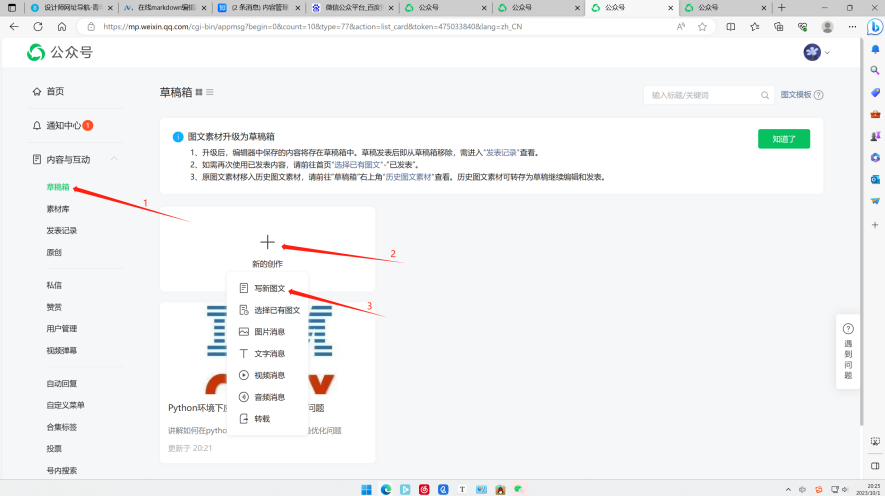 设计师网址导航-青年
在线markdown编辑
(2 条消息) 内容管理
微信公众平台_百度
公众号
公众号
公众号
公众号
https://mp.weixin.qq.com/cgi-bin/appmsg?begin=0&count=10&type=77&action=list_card&token=475033840&lang=zh_CN
公众号
首页
通知中心 1
内容与互动
草稿箱
素材库
发表记录
原创
私信
赞赏
用户管理
视频弹幕
自动回复
自定义菜单
合集标签
投票
号内搜索
草稿箱
输入标题/关键词
图文模板
图文素材升级为草稿箱
1、升级后，编辑器中保存的内容将存在草稿箱中。草稿发表后即从草稿箱移除，需进入"发表记录"查看。
2、如需再次使用已发表内容，请前往首页"选择已有图文"-"已发表"。
3、原图文素材移入历史图文素材，请前往"草稿箱"右上角"历史图文素材"查看。历史图文素材可转存为草稿继续编辑和发表。
知道了
1
2
3
新的创作
写新图文
选择已有图文
图片消息
文字消息
视频消息
音频消息
转载
Python环境下
问题
讲解如何在pytho
优化问题
更新于 20:21
遇到问题
20:25
2023/10/1